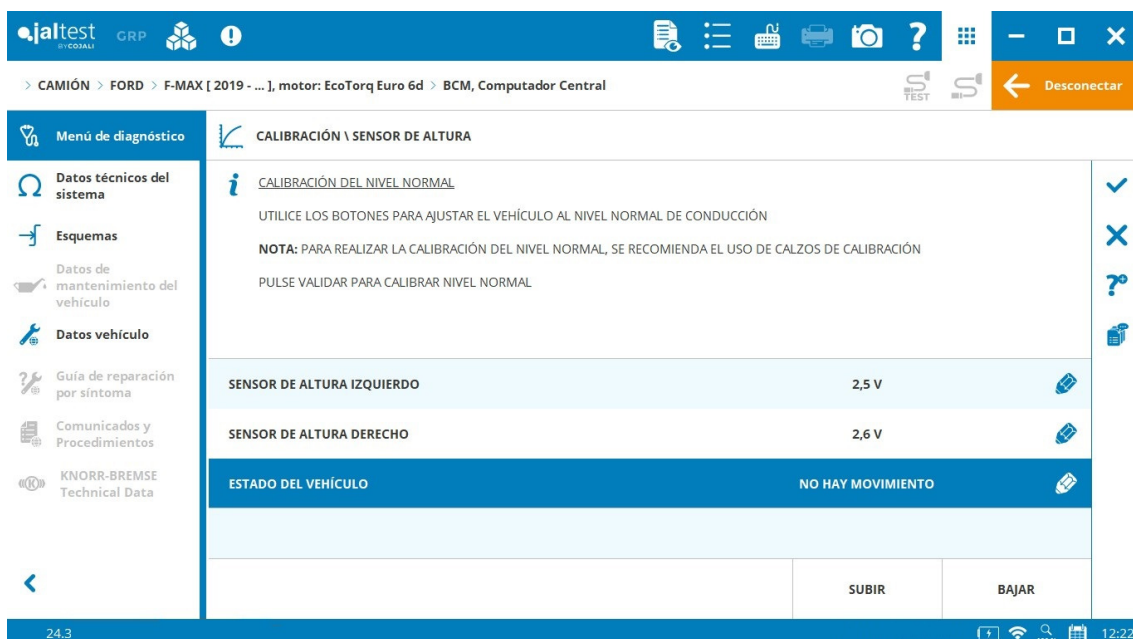 jaltest GRP
BY COJALI
> CAMIÓN > FORD > F-MAX [ 2019 - ... ], motor: EcoTorq Euro 6d > BCM, Computador Central
TEST
Desconectar
Menú de diagnóstico
CALIBRACIÓN \ SENSOR DE ALTURA
Datos técnicos del
sistema
Esquemas
Datos de
mantenimiento del
vehículo
Datos vehículo
Guía de reparación
por síntoma
Comunicados y
Procedimientos
KNORR-BREMSE
Technical Data
CALIBRACIÓN DEL NIVEL NORMAL
UTILICE LOS BOTONES PARA AJUSTAR EL VEHÍCULO AL NIVEL NORMAL DE CONDUCCIÓN
NOTA: PARA REALIZAR LA CALIBRACIÓN DEL NIVEL NORMAL, SE RECOMIENDA EL USO DE CALZOS DE CALIBRACIÓN
PULSE VALIDAR PARA CALIBRAR NIVEL NORMAL
SENSOR DE ALTURA IZQUIERDO 2,5 V
SENSOR DE ALTURA DERECHO 2,6 V
ESTADO DEL VEHÍCULO NO HAY MOVIMIENTO
SUBIR BAJAR
24.3 12:22